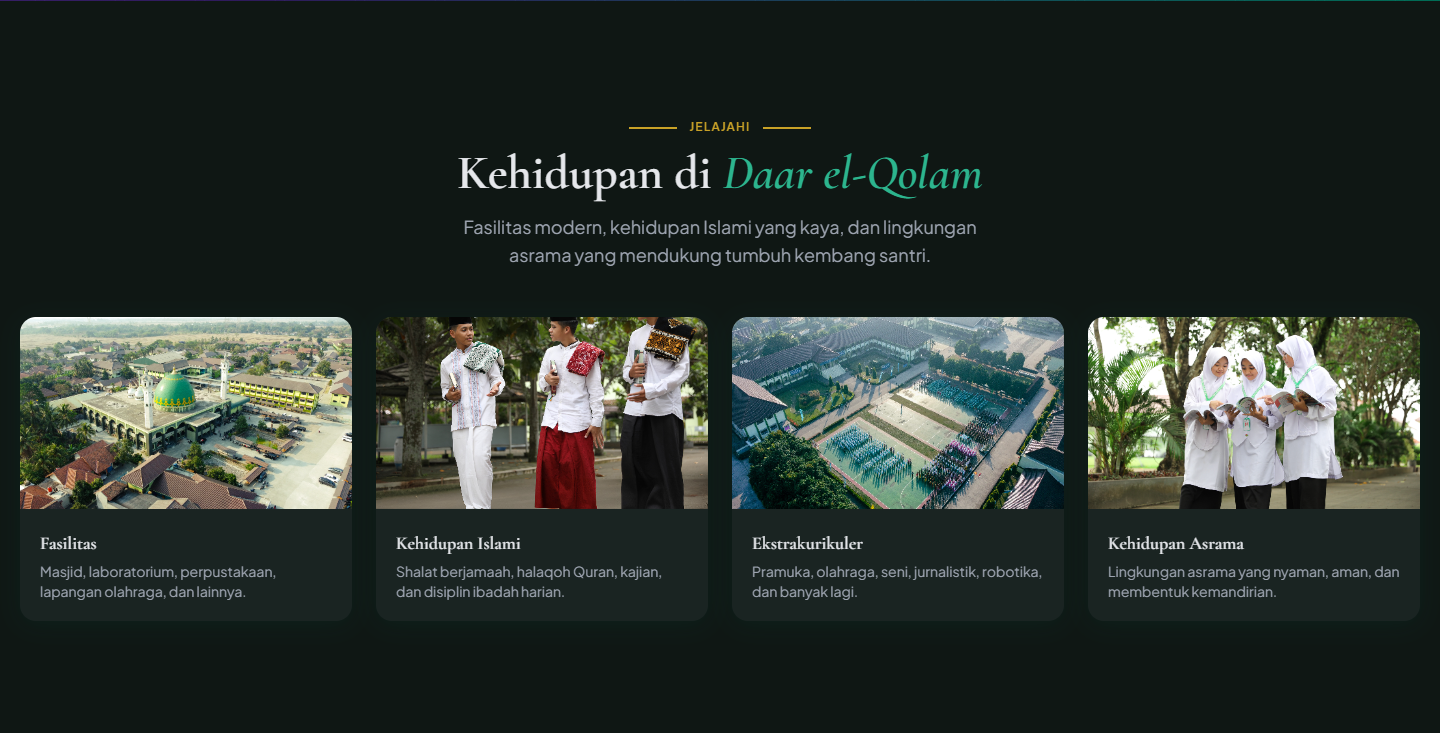 JELAJAHI
Kehidupan di Daar el-Qolam
Fasilitas modern, kehidupan Islami yang kaya, dan lingkungan
asrama yang mendukung tumbuh kembang santri.
Fasilitas
Masjid, laboratorium, perpustakaan,
lapangan olahraga, dan lainnya.
Kehidupan Islami
Shalat berjamaah, halaqoh Quran, kajian,
dan disiplin ibadah harian.
Ekstrakurikuler
Pramuka, olahraga, seni, jurnalistik, robotika,
dan banyak lagi.
Kehidupan Asrama
Lingkungan asrama yang nyaman, aman, dan
membentuk kemandirian.